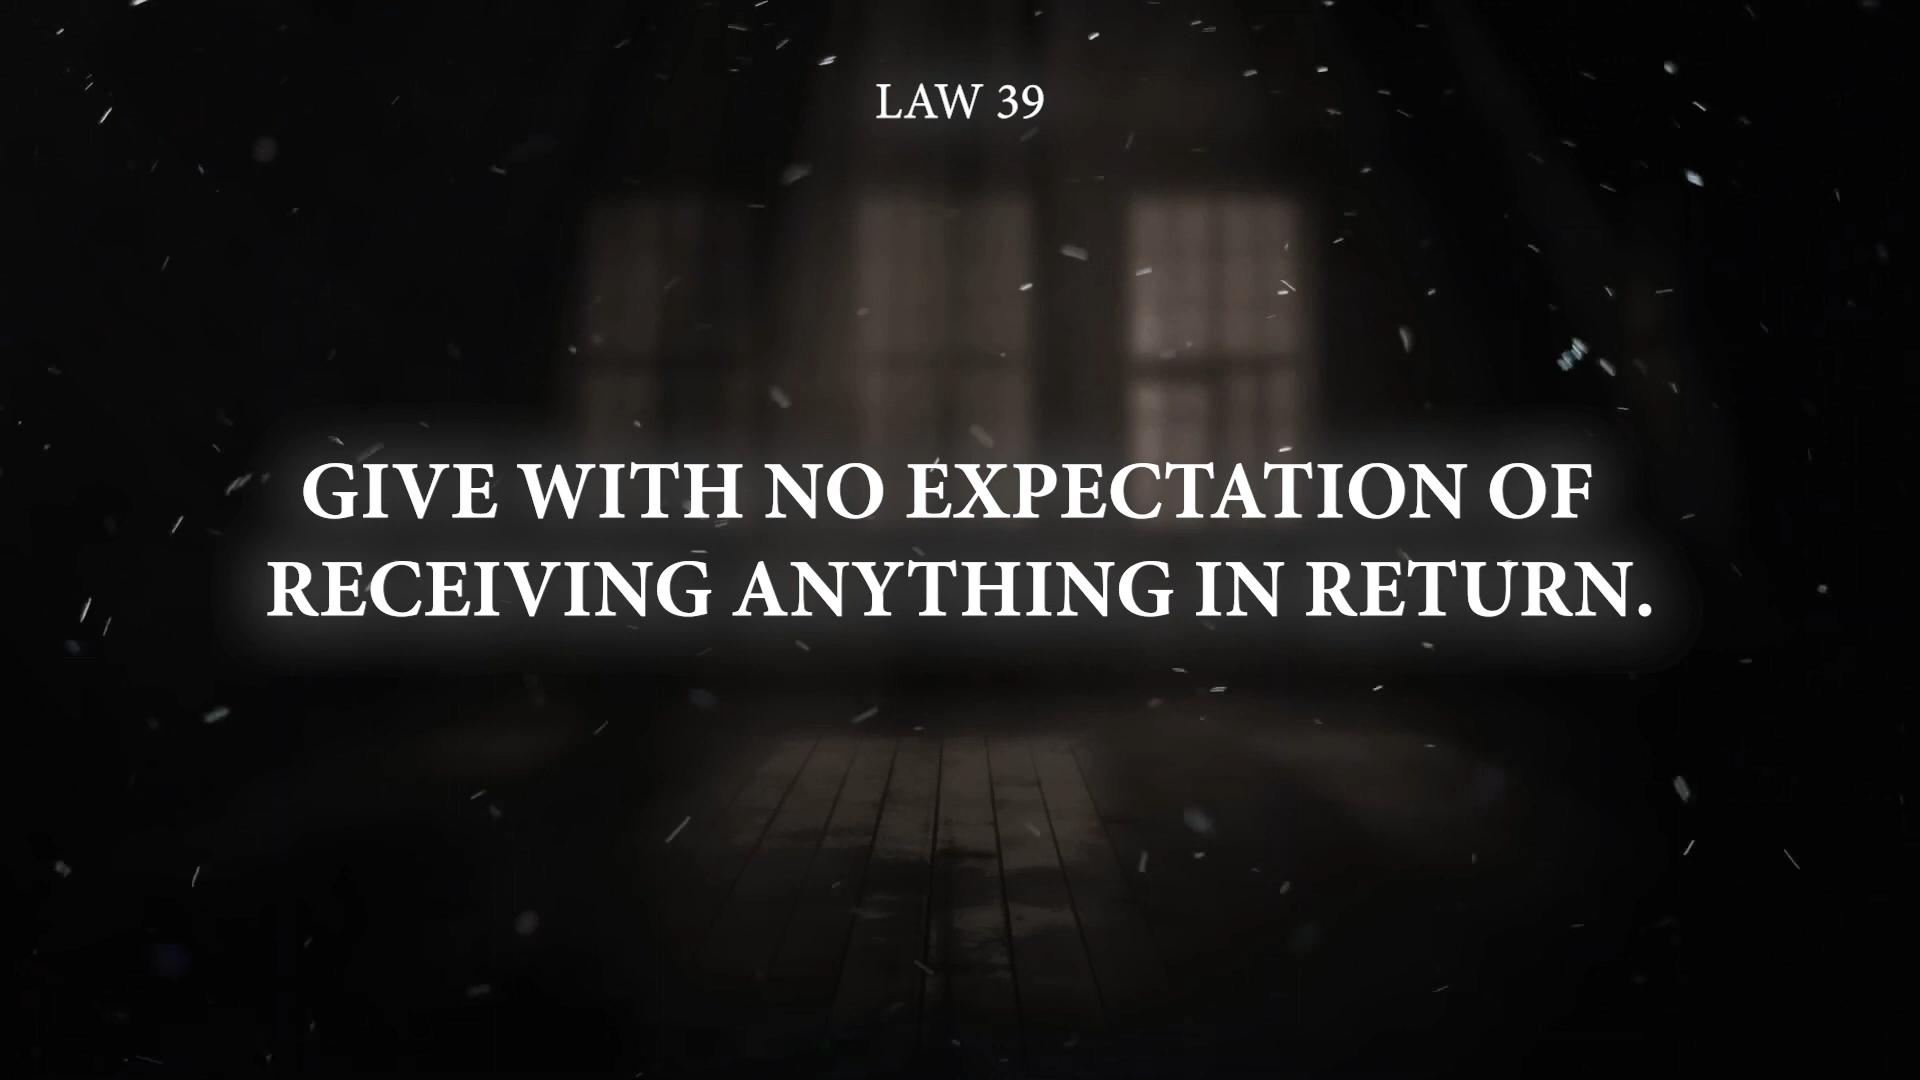 LAW 39
GIVE WITH NO EXPECTATION OF
RECEIVING ANYTHING IN RETURN.